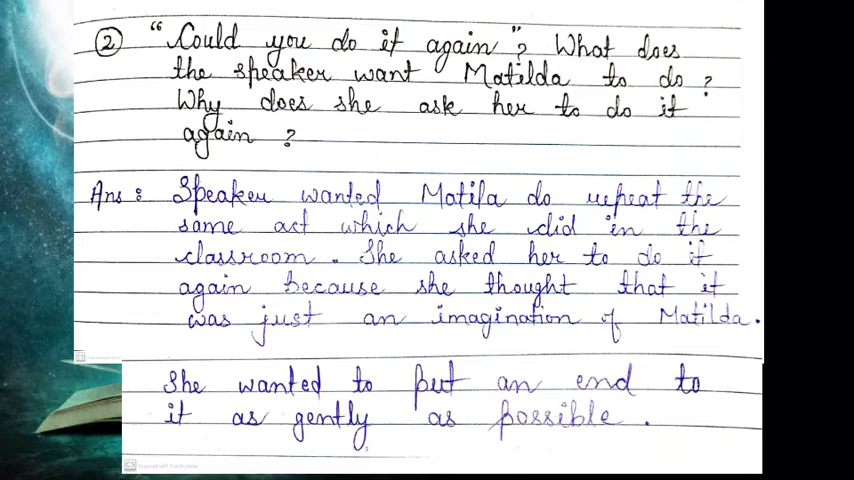 ② "Could you do it again"? What does
the speaker want Matilda to do?
Why does she ask her to do it
again?
Ans: Speaker wanted Matila do repeat the
same act which she did in the
classroom. She asked her to do it
again because she thought that it
was just an imagination of Matilda.
She wanted to put an end to
it as gently as possible.